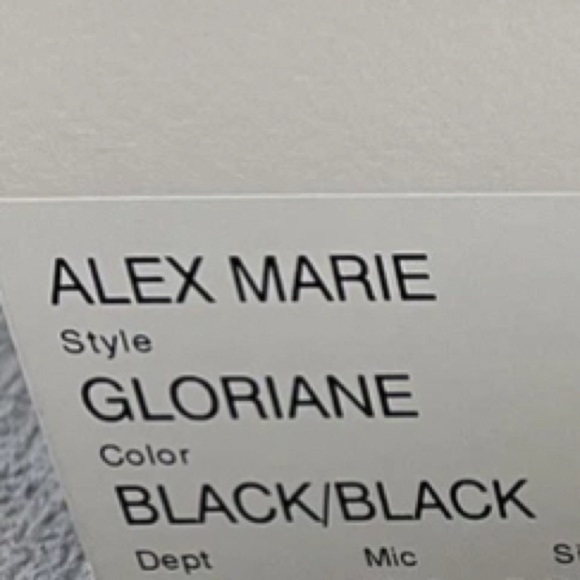 ALEX MARIE
Style
GLORIANE
Color
BLACK/BLACK
Dept Mic